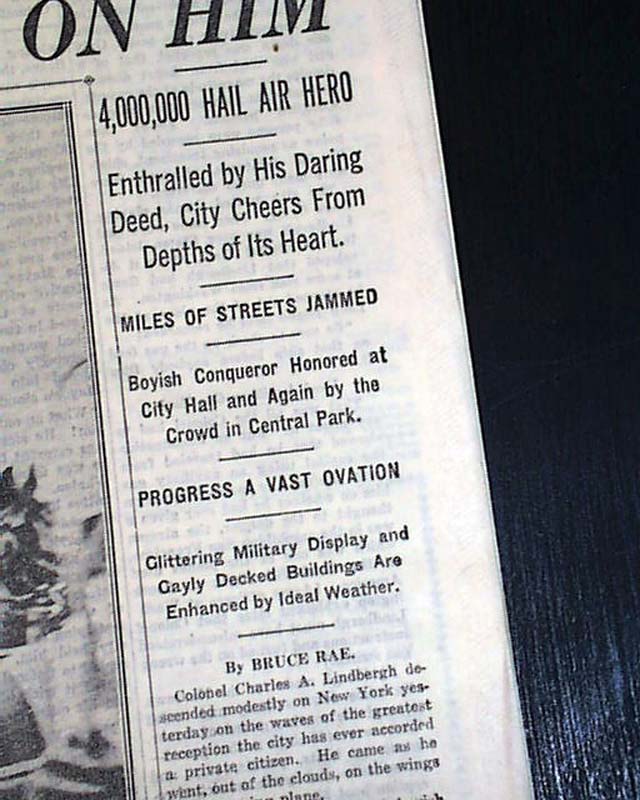 ON HIM
4,000,000 HAIL AIR HERO
Enthralled by His Daring
Deed, City Cheers From
Depths of Its Heart.
MILES OF STREETS JAMMED
Boyish Conqueror Honored at
City Hall and Again by the
Crowd in Central Park.
PROGRESS A VAST OVATION
Glittering Military Display and
Gayly Decked Buildings Are
Enhanced by Ideal Weather.
By BRUCE RAE.
Colonel Charles A. Lindbergh de-
scended modestly on New York yes-
terday on the waves of the greatest
reception the city has ever accorded
a private citizen. He came as he
went, out of the clouds, on the wings
plane.